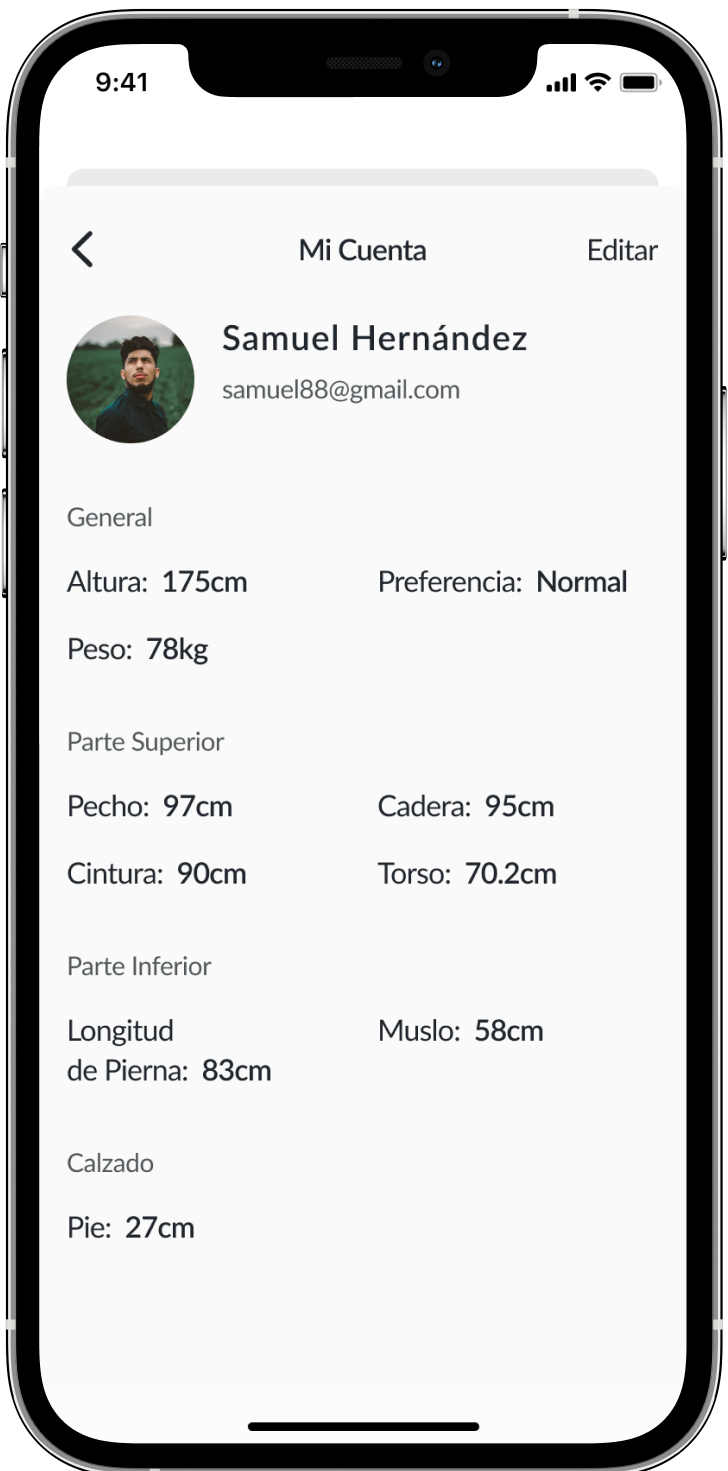 9:41
Mi Cuenta Editar
Samuel Hernández
samuel88@gmail.com
General
Altura: 175cm Preferencia: Normal
Peso: 78kg
Parte Superior
Pecho: 97cm Cadera: 95cm
Cintura: 90cm Torso: 70.2cm
Parte Inferior
Longitud
de Pierna: 83cm Muslo: 58cm
Calzado
Pie: 27cm